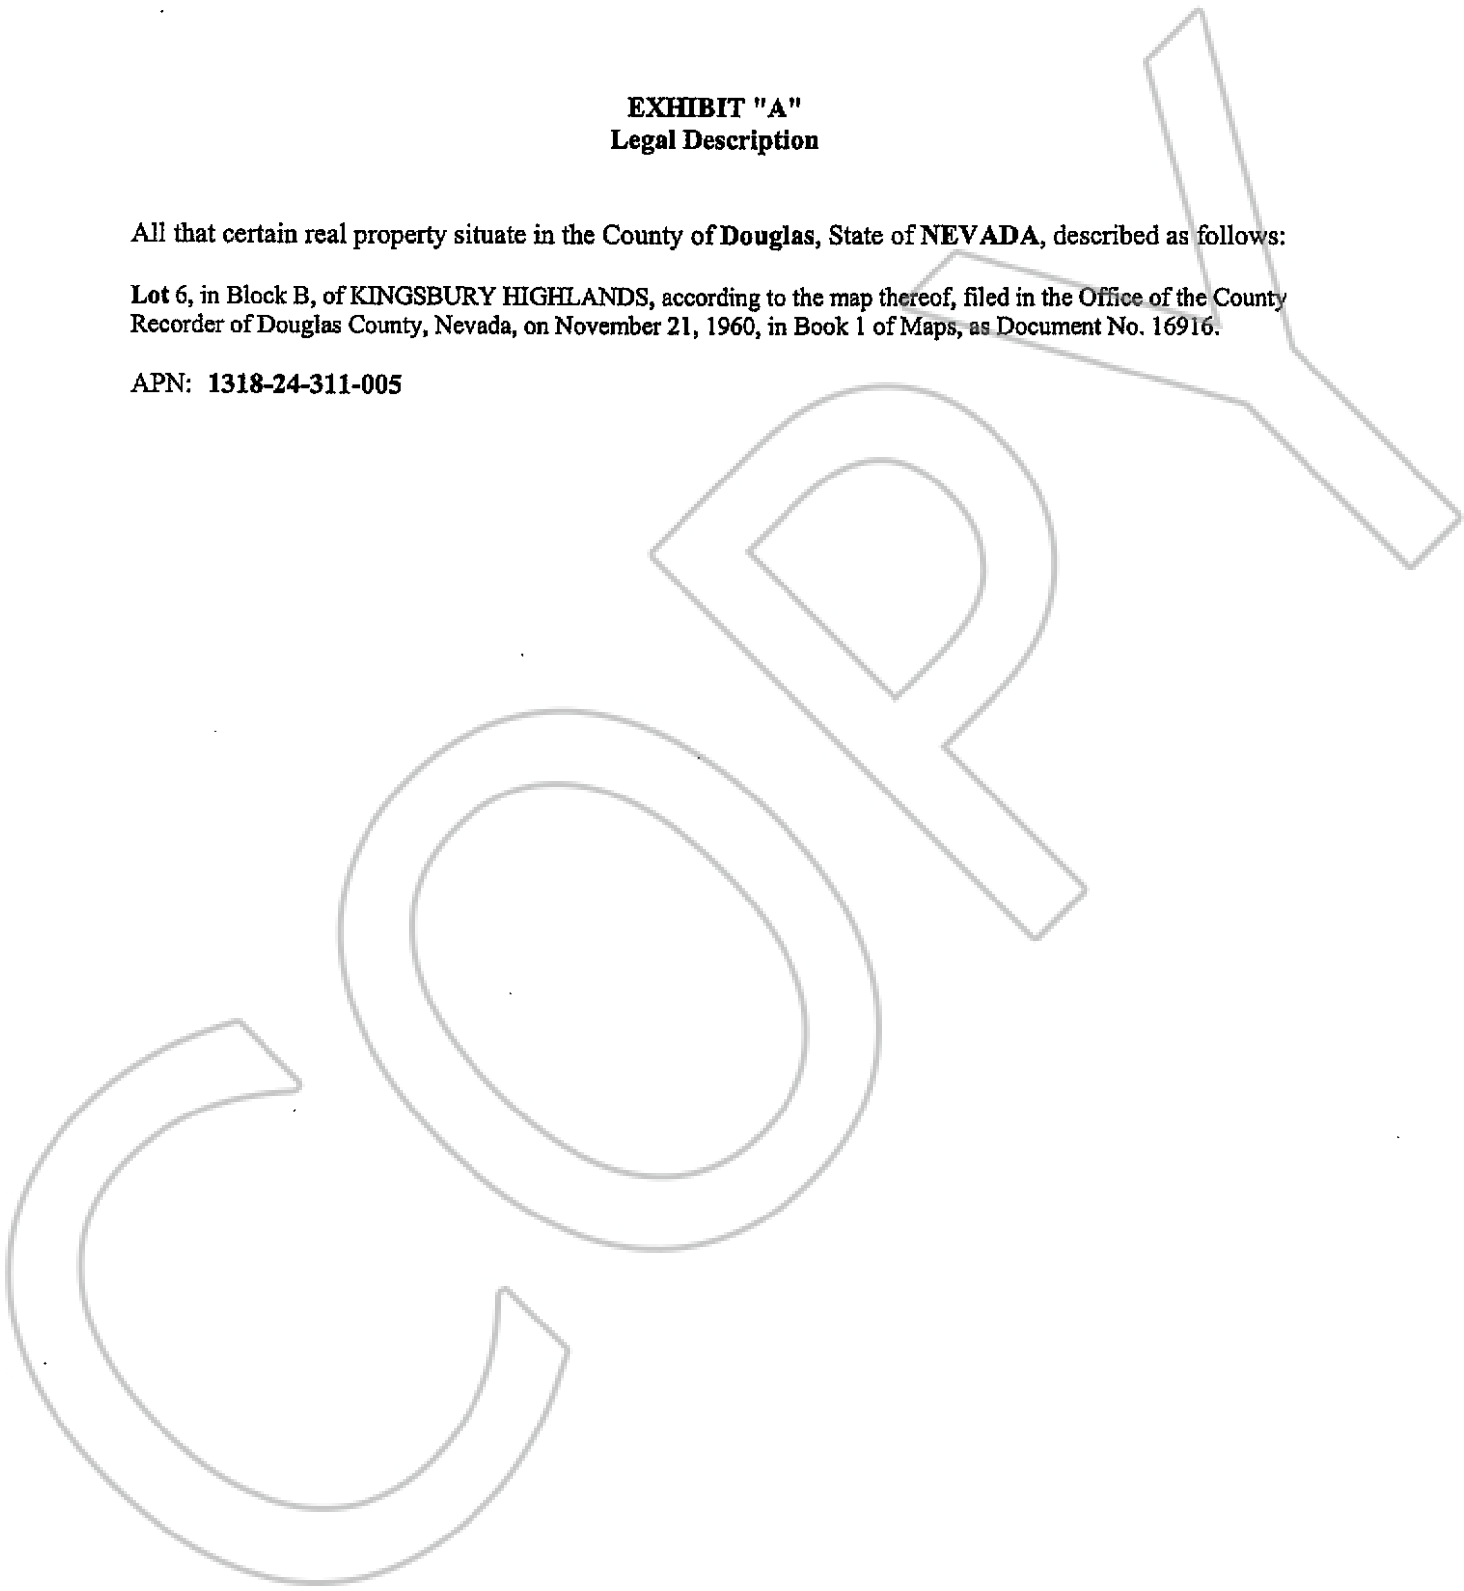 EXHIBIT "A"
Legal Description
All that certain real property situate in the County of Douglas, State of NEVADA, described as follows:
Lot 6, in Block B, of KINGSBURY HIGHLANDS, according to the map thereof, filed in the Office of the County
Recorder of Douglas County, Nevada, on November 21, 1960, in Book 1 of Maps, as Document No. 16916.
APN: 1318-24-311-005
COPY